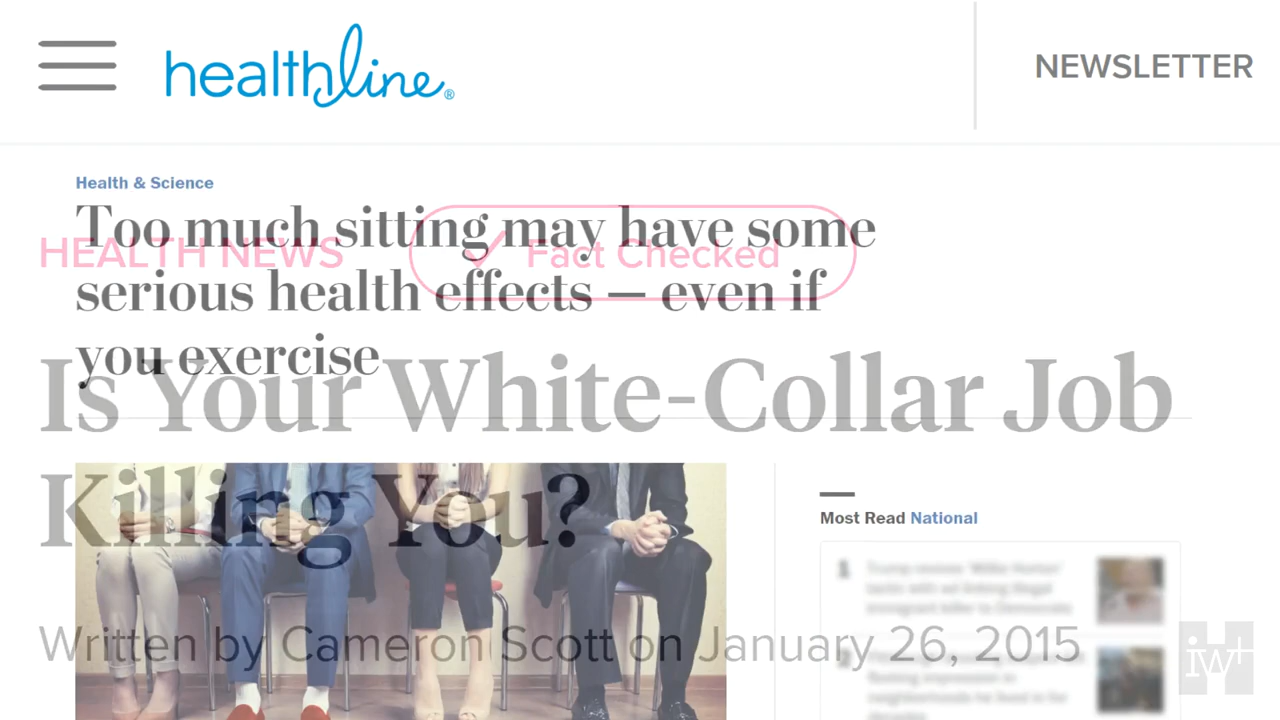 healthline®
NEWSLETTER
Health & Science
Too much sitting may have some
serious health effects — even if
you exercise
HEALTH NEWS
Fact Checked
Is Your White-Collar Job
Killing You?
Written by Cameron Scott on January 26, 2015
Most Read National
1
iwt